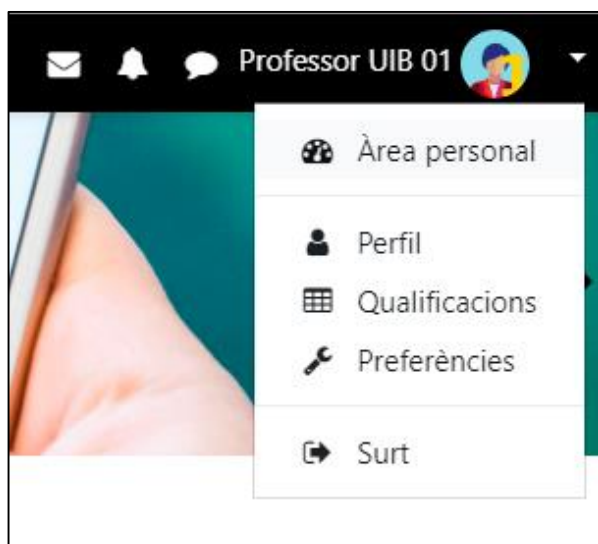 Professor UIB 01
Àrea personal
Perfil
Qualificacions
Preferències
Surt